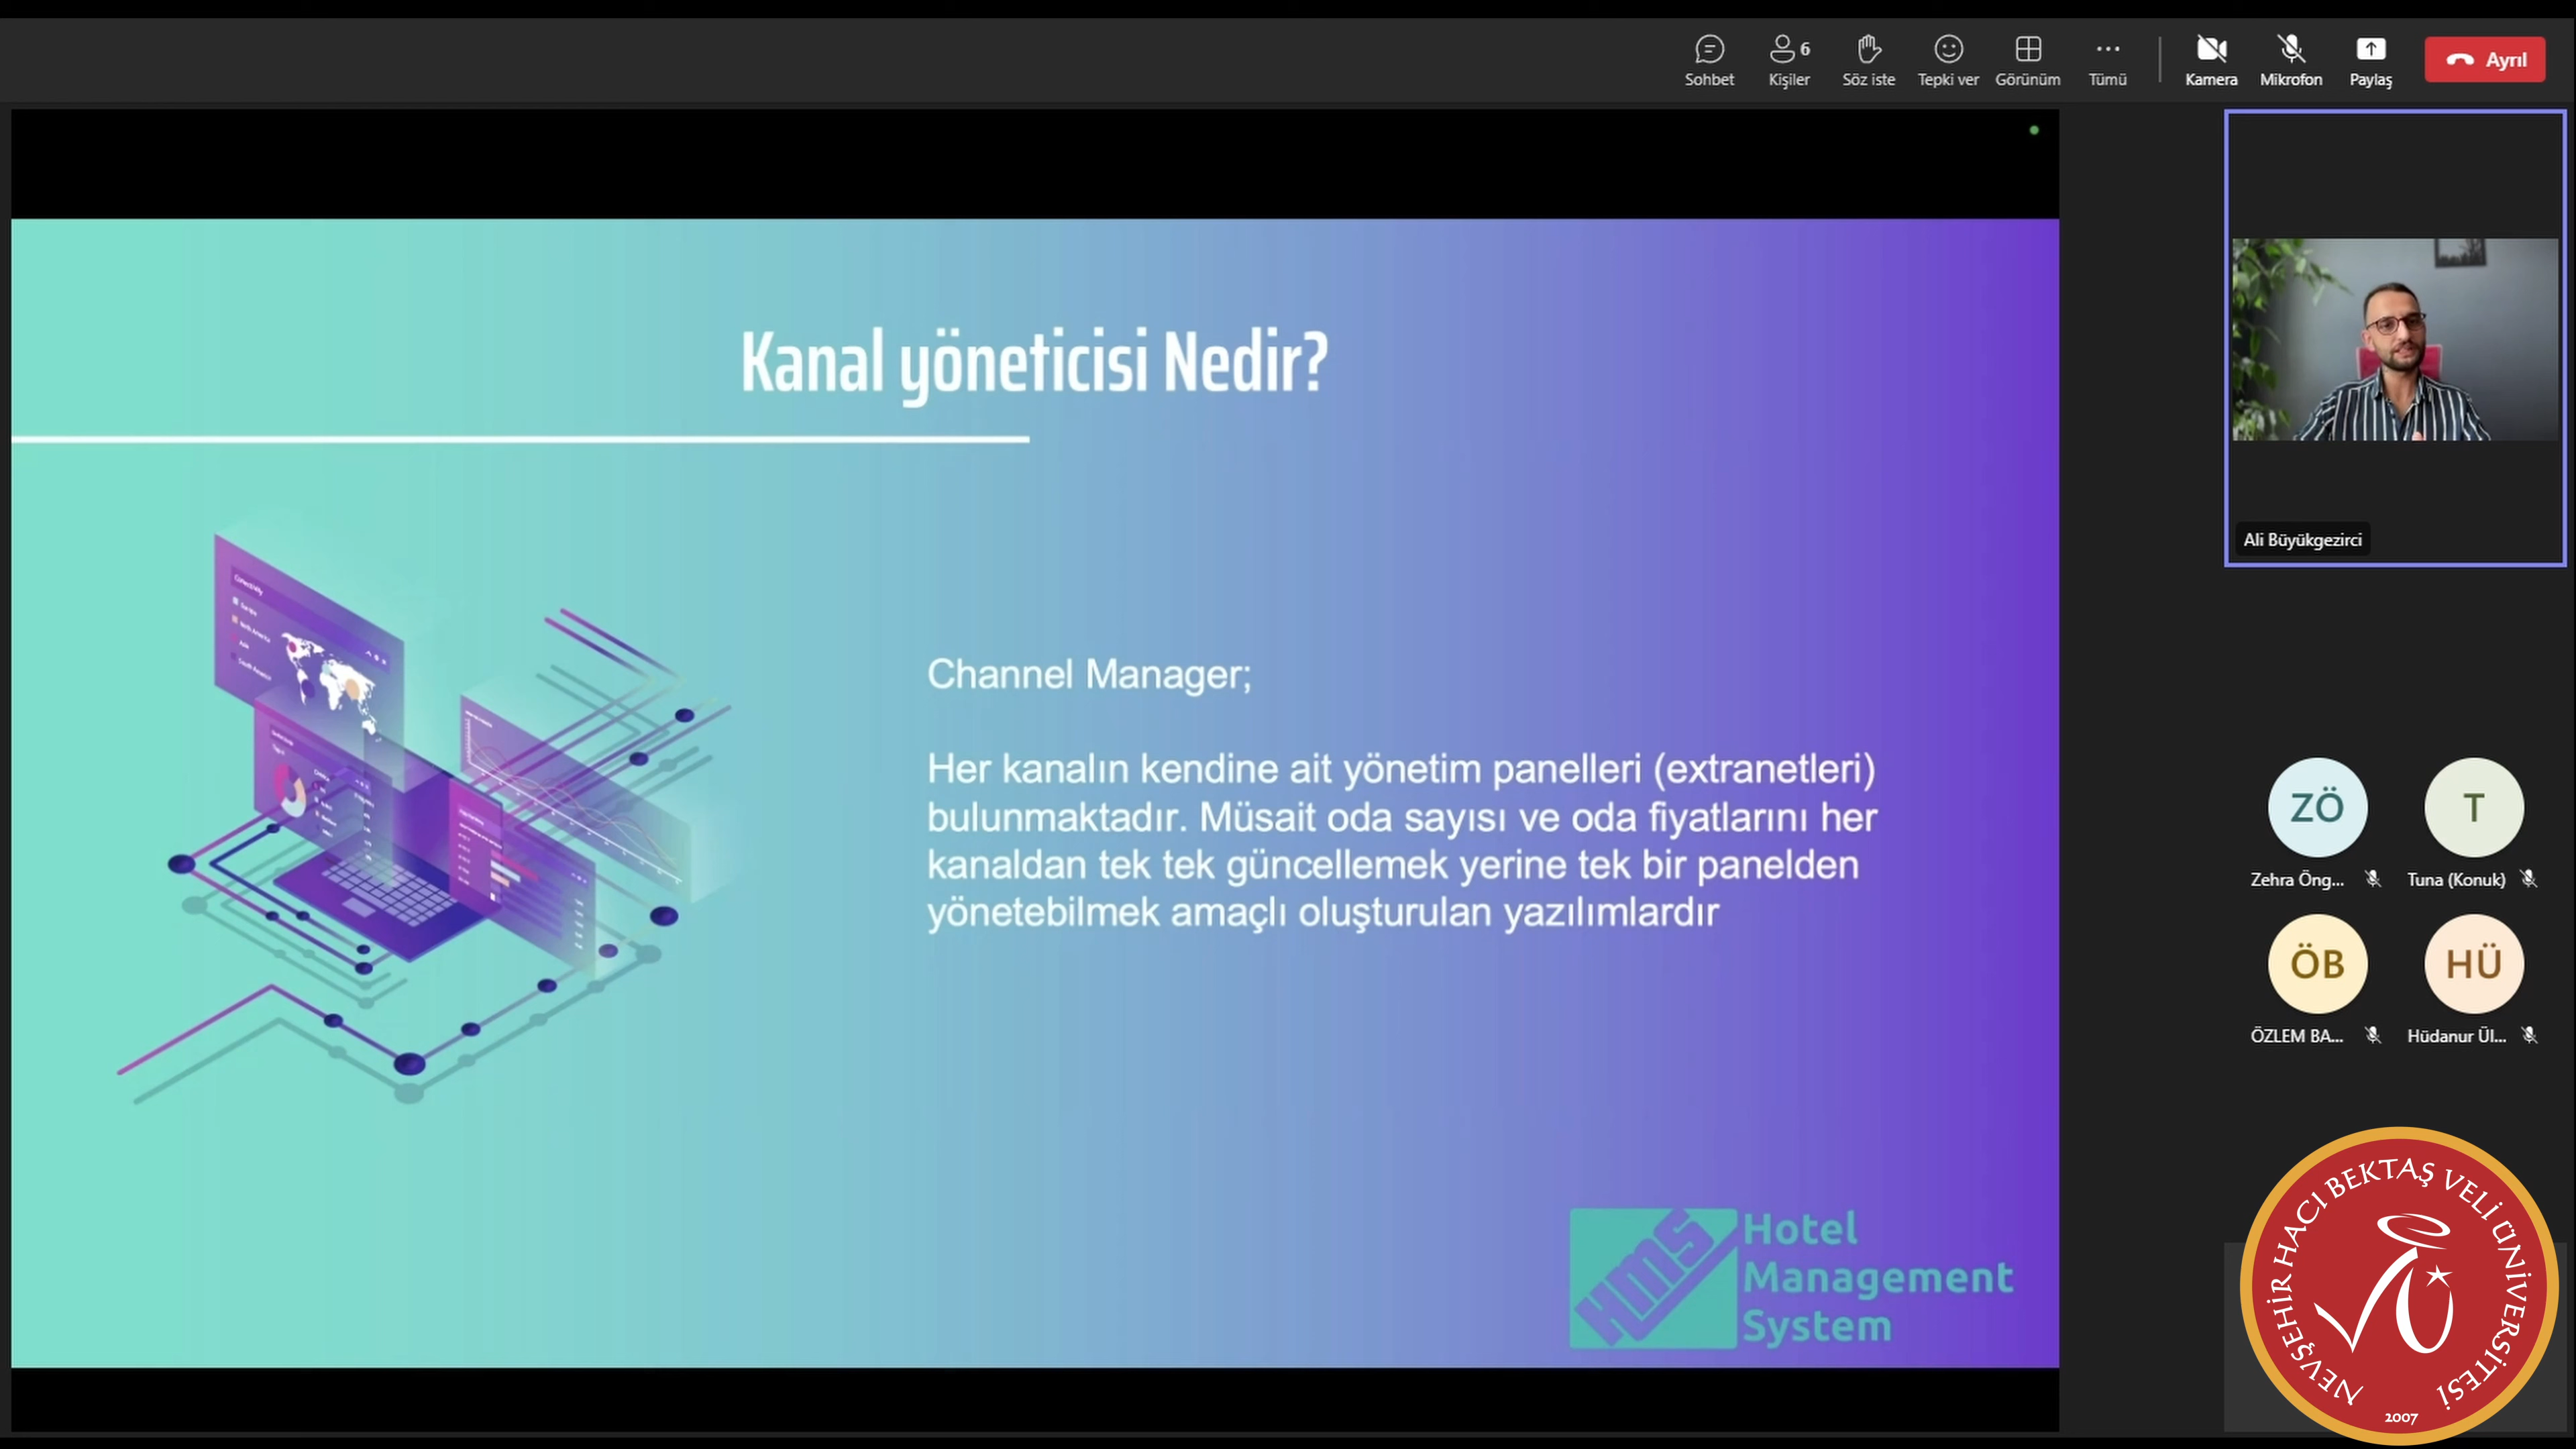 Sohbet
Kişiler
6
Söz iste
Tepki ver
Görünüm
Tümü
Kamera
Mikrofon
Paylaş
Ayrıl
Kanal yöneticisi Nedir?
Channel Manager;
Her kanalın kendine ait yönetim panelleri (extranetleri)
bulunmaktadır. Müsait oda sayısı ve oda fiyatlarını her
kanaldan tek tek güncellemek yerine tek bir panelden
yönetebilmek amaçlı oluşturulan yazılımlardır
HMS
Hotel
Management
System
Ali Büyükgezirci
ZÖ
T
Zehra Öng...
Tuna (Konuk)
ÖB
HÜ
ÖZLEM BA...
Hüdanur Ül...
NEVŞEHİR HACI BEKTAŞ VELİ ÜNİVERSİTESİ
2007